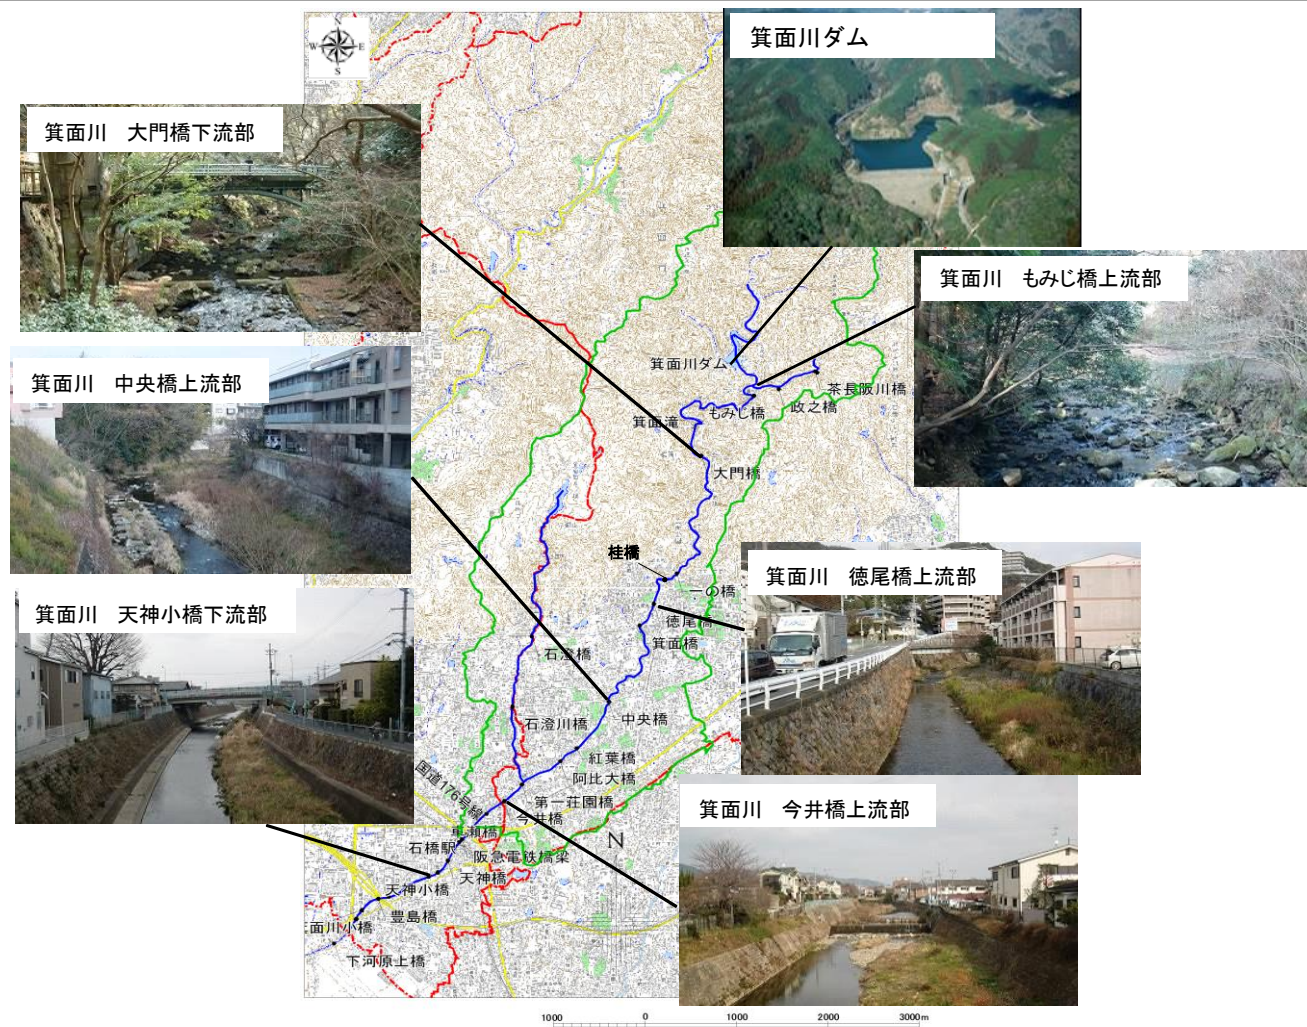 N
W E
S
箕面川ダム
箕面川 大門橋下流部
箕面川 もみじ橋上流部
箕面川 中央橋上流部
箕面川ダム
茶長阪川橋
政之橋
もみじ橋
箕面滝
大門橋
桂橋
一の橋
箕面川 徳尾橋上流部
徳尾橋
箕面橋
箕面川 天神小橋下流部
石澄橋
中央橋
石澄川橋
紅葉橋
阿比大橋
国道176号線
第一荘園橋
今井橋
箕面川 今井橋上流部
石橋駅
阪急電鉄橋梁
N
天神橋
天神小橋
豊島橋
面川小橋
下河原上橋
1000 0 1000 2000 3000m